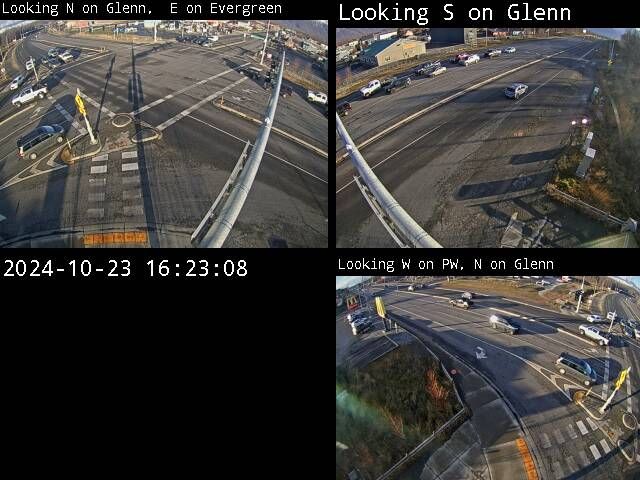 Looking N on Glenn,  E on Evergreen
Looking S on Glenn
2024-10-23 16:23:08
Looking W on PW, N on Glenn